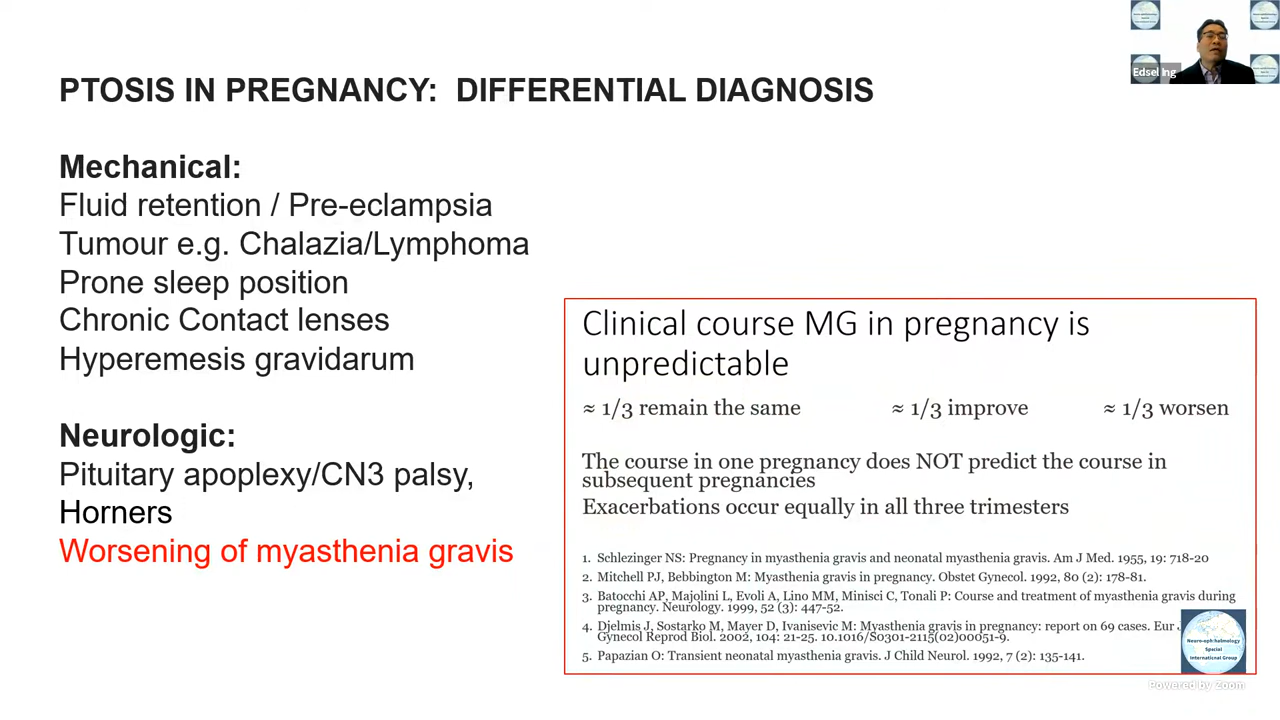 Edsel Ing
PTOSIS IN PREGNANCY: DIFFERENTIAL DIAGNOSIS
Mechanical:
Fluid retention / Pre-eclampsia
Tumour e.g. Chalazia/Lymphoma
Prone sleep position
Chronic Contact lenses
Hyperemesis gravidarum
Neurologic:
Pituitary apoplexy/CN3 palsy,
Horners
Worsening of myasthenia gravis
Clinical course MG in pregnancy is
unpredictable
≈ 1/3 remain the same ≈ 1/3 improve ≈ 1/3 worsen
The course in one pregnancy does NOT predict the course in
subsequent pregnancies
Exacerbations occur equally in all three trimesters
1. Schlezinger NS: Pregnancy in myasthenia gravis and neonatal myasthenia gravis. Am J Med. 1955, 19: 718-20
2. Mitchell PJ, Bebbington M: Myasthenia gravis in pregnancy. Obstet Gynecol. 1992, 80 (2): 178-81.
3. Batocchi AP, Majolini L, Evoli A, Lino MM, Minisci C, Tonali P: Course and treatment of myasthenia gravis during
pregnancy. Neurology. 1999, 52 (3): 447-52.
4. Djelmis J, Sostarko M, Mayer D, Ivanisevic M: Myasthenia gravis in pregnancy: report on 69 cases. Eur J
Gynecol Reprod Biol. 2002, 104: 21-25. 10.1016/S0301-2115(02)00051-9.
5. Papazian O: Transient neonatal myasthenia gravis. J Child Neurol. 1992, 7 (2): 135-141.
Neuro-ophthalmology
Special
International Group
Powered by Zoom